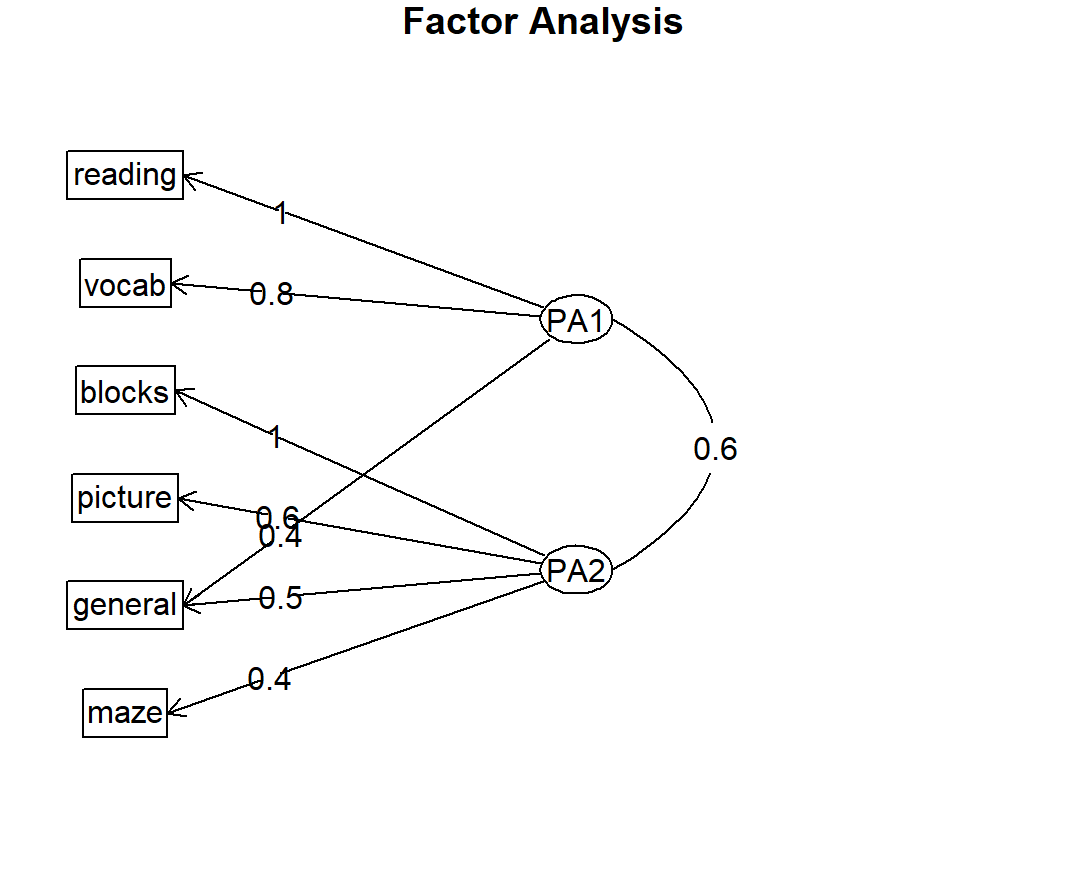 Factor Analysis
reading
1
vocab
0.8
PA1
blocks
1
0.6
picture
0.6
0.4
PA2
general
0.5
0.4
maze